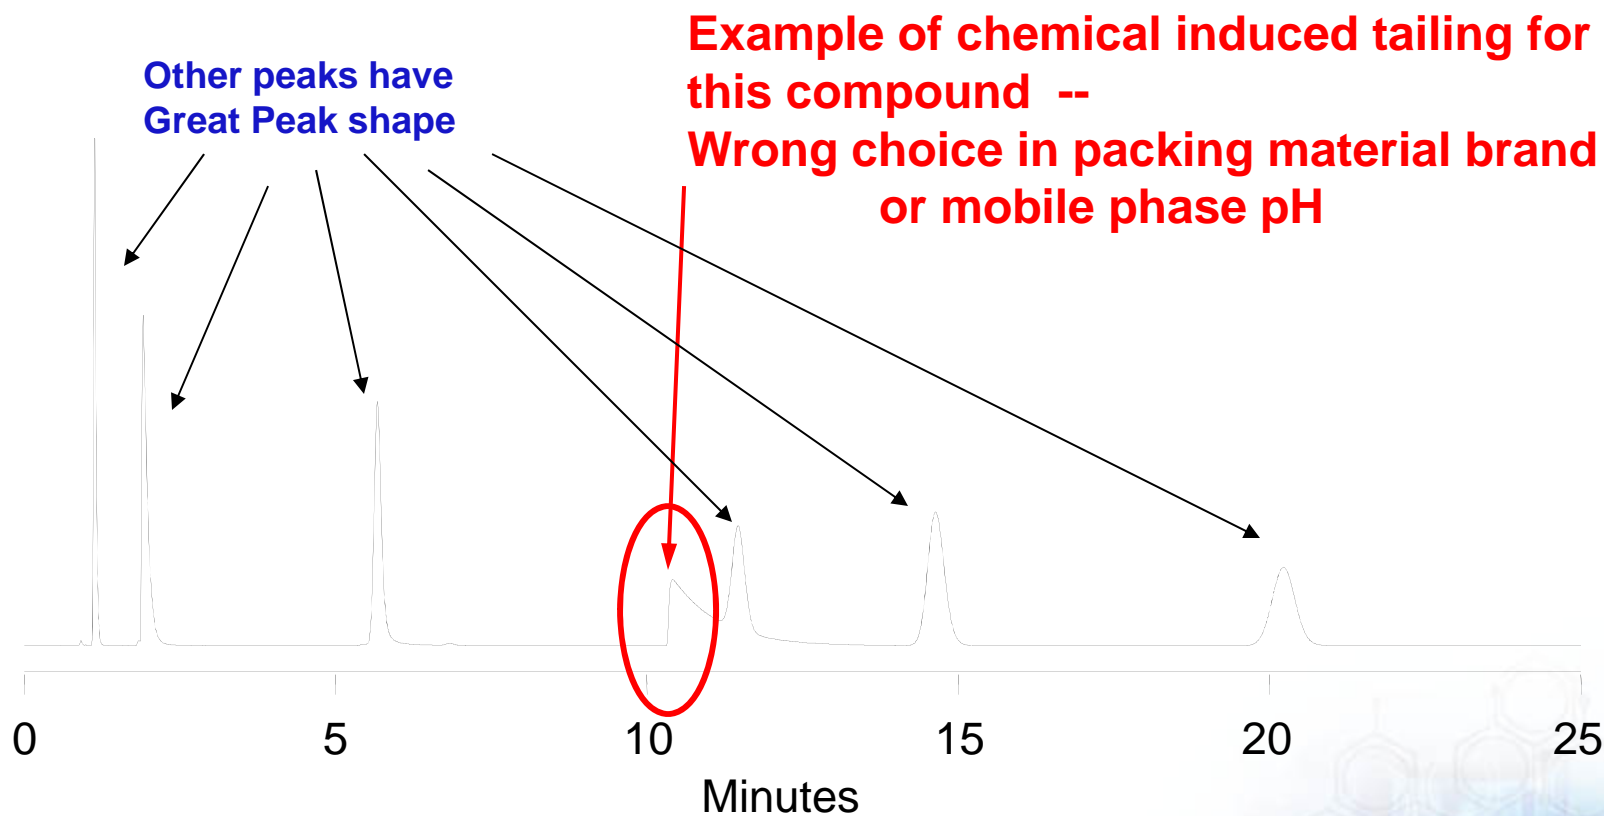 Example of chemical induced tailing for
this compound --
Wrong choice in packing material brand
or mobile phase pH
Other peaks have
Great Peak shape
0 5 10 15 20 25
Minutes